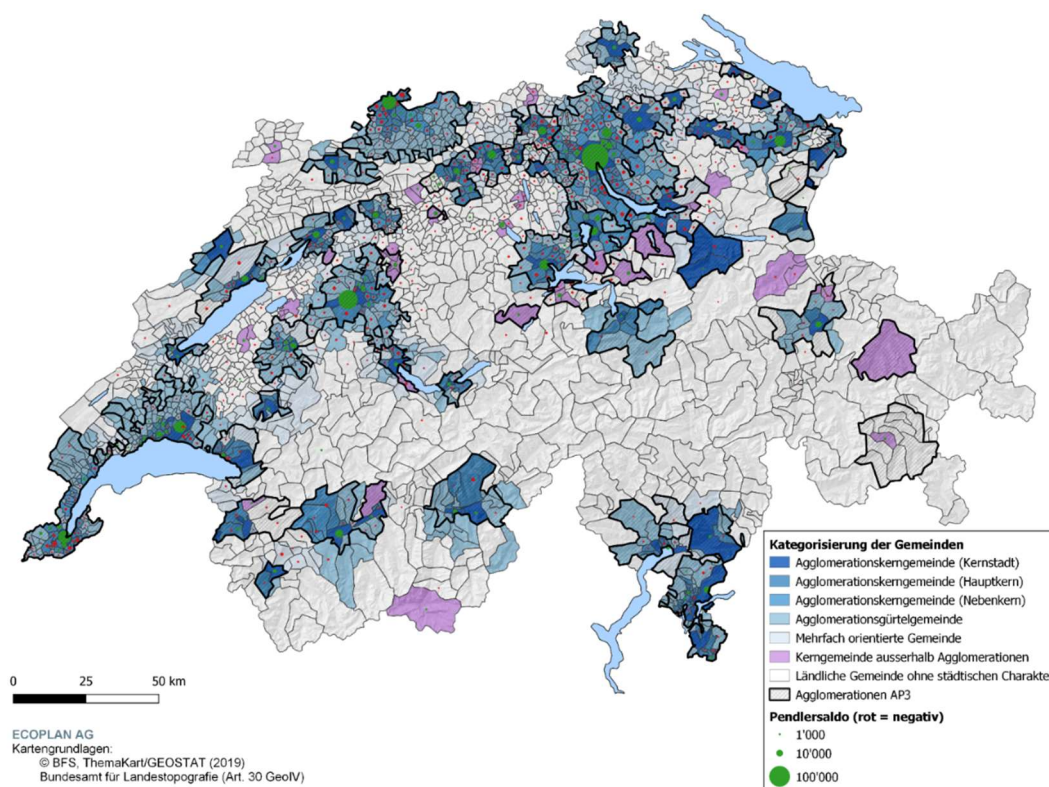 Kategorisierung der Gemeinden
Agglomerationskerngemeinde (Kernstadt)
Agglomerationskerngemeinde (Hauptkern)
Agglomerationskerngemeinde (Nebenkern)
Agglomerationsgürtelgemeinde
Mehrfach orientierte Gemeinde
Kerngemeinde ausserhalb Agglomerationen
Ländliche Gemeinde ohne städtischen Charakte
Agglomerationen AP3
Pendlersaldo (rot = negativ)
1'000
10'000
100'000
0 25 50 km
ECOPLAN AG
Kartengrundlagen:
© BFS, ThemaKart/GEOSTAT (2019)
Bundesamt für Landestopografie (Art. 30 GeoIV)